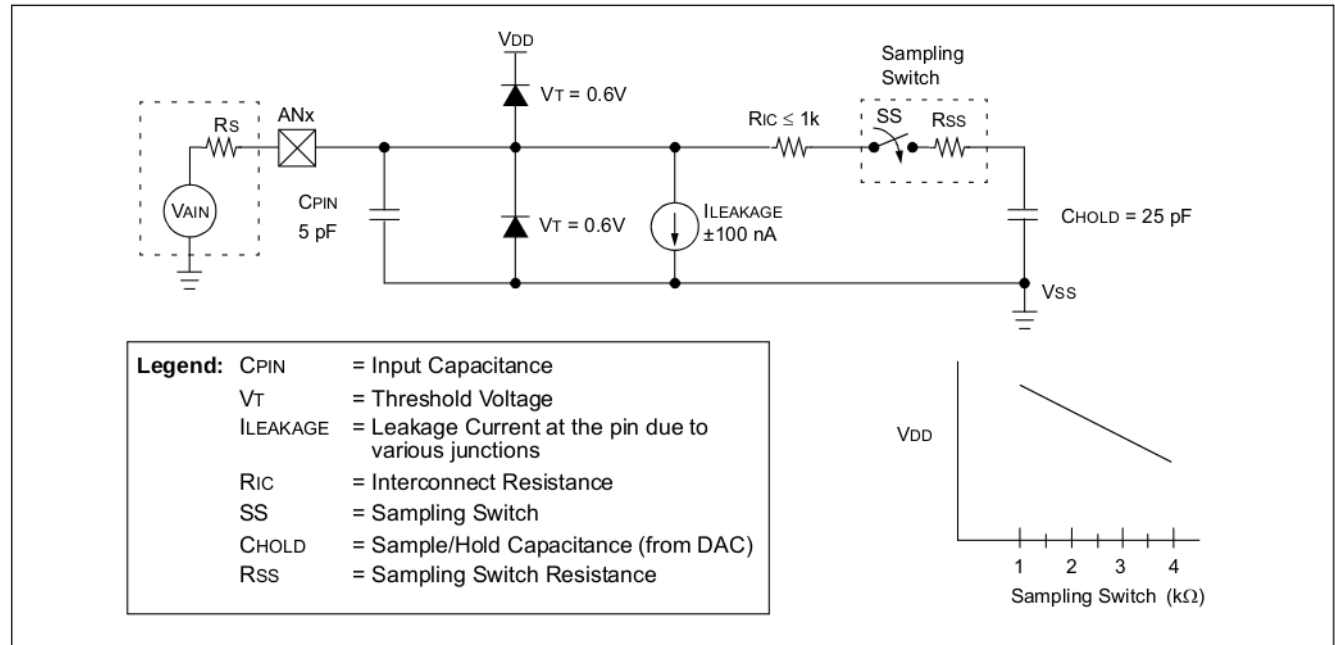 VDD
Sampling
Switch
VT = 0.6V
RS
ANx
RIC ≤ 1k
SS
RSS
VAIN
CPIN
5 pF
VT = 0.6V
ILEAKAGE
±100 nA
CHOLD = 25 pF
VSS
Legend: CPIN = Input Capacitance
VT = Threshold Voltage
ILEAKAGE = Leakage Current at the pin due to
various junctions
RIC = Interconnect Resistance
SS = Sampling Switch
CHOLD = Sample/Hold Capacitance (from DAC)
RSS = Sampling Switch Resistance
VDD
1 2 3 4
Sampling Switch (kΩ)